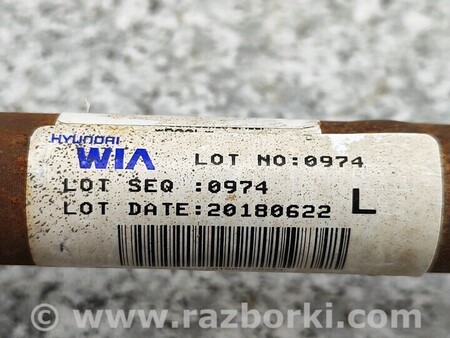 HYUNDAI
WIA LOT NO:0974
LOT SEQ :0974
LOT DATE:20180622 L
www.razborki.com